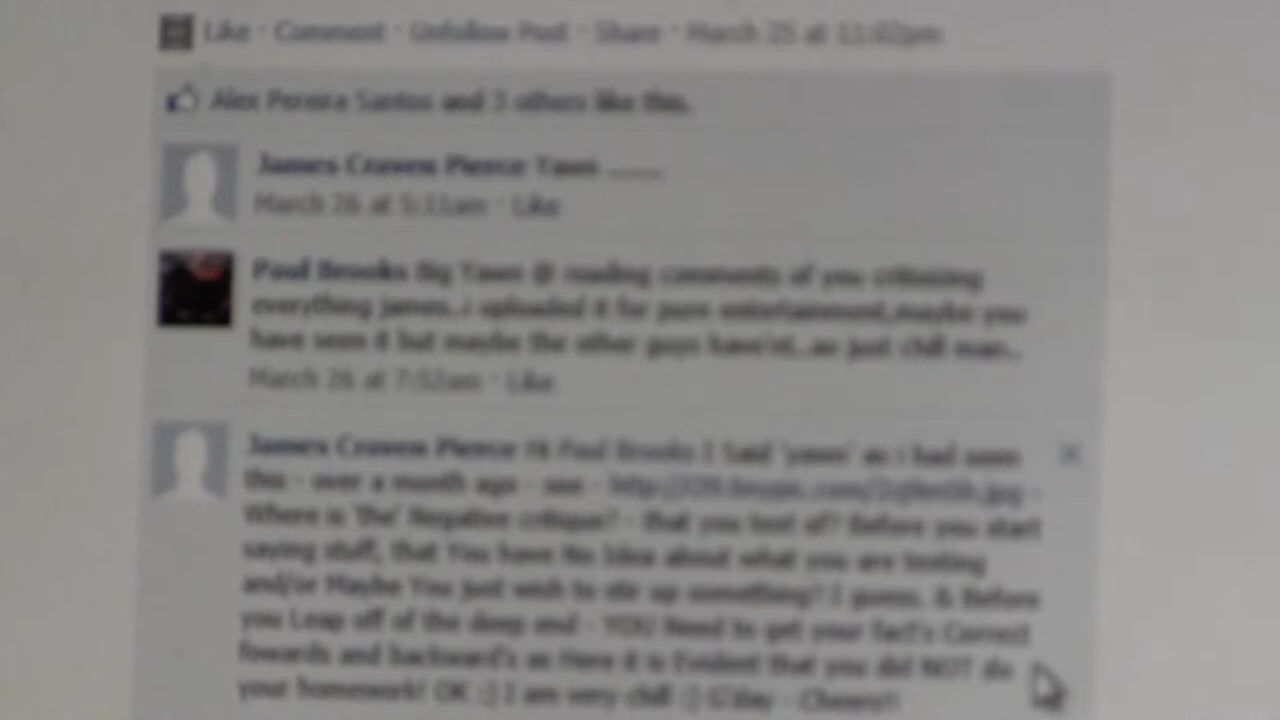 Like · Comment · Unfollow Post · Share · March 25 at 11:02pm
Alex Pereira Santos and 3 others like this.
James Craven Pierce Yawn .......
March 26 at 5:11am · Like
Paul Brooks Big Yawn @ reading comments of you critisizing
everything james..i uploaded it for pure entertainment,maybe you
have seen it but maybe the other guys have'nt..so just chill man..
March 26 at 7:52am · Like
James Craven Pierce Hi Paul Brooks I Said 'yawn' as i had seen
this - over a month ago - see -
Where is 'the' Negative critique? - that you text of? Before you start
saying stuff, that You have No Idea about what you are texting
and/or Maybe You just wish to stir up something? I guess. & Before
you Leap off of the deep end - YOU Need to get your fact's Correct
fowards and backward's as Here it is Evident that you did NOT do
your homework! OK :) I am very chill :) G'day - Cheers!!